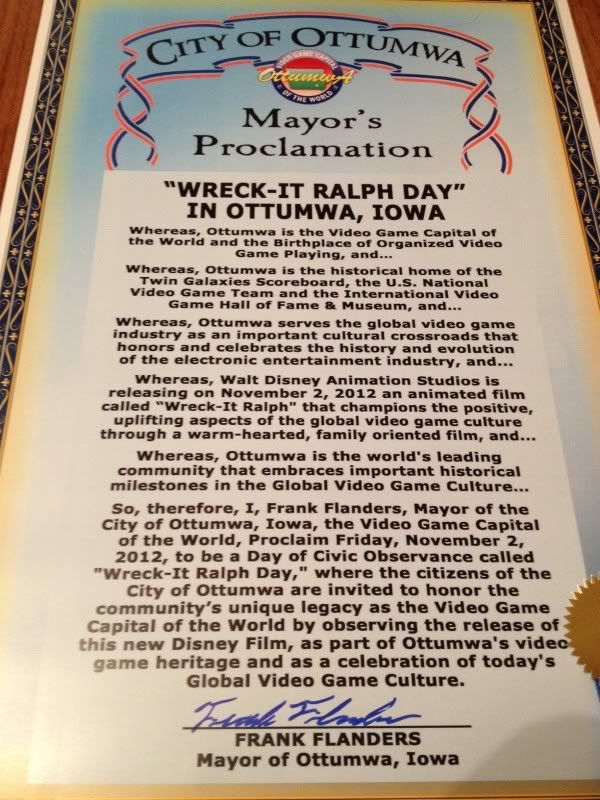 CITY OF OTTUMWA
VIDEO GAME CAPITAL
OttumwA
OF THE WORLD
Mayor's
Proclamation
"WRECK-IT RALPH DAY"
IN OTTUMWA, IOWA
Whereas, Ottumwa is the Video Game Capital of
the World and the Birthplace of Organized Video
Game Playing, and...
Whereas, Ottumwa is the historical home of the
Twin Galaxies Scoreboard, the U.S. National
Video Game Team and the International Video
Game Hall of Fame & Museum, and...
Whereas, Ottumwa serves the global video game
industry as an important cultural crossroads that
honors and celebrates the history and evolution
of the electronic entertainment industry, and...
Whereas, Walt Disney Animation Studios is
releasing on November 2, 2012 an animated film
called "Wreck-It Ralph" that champions the positive,
uplifting aspects of the global video game culture
through a warm-hearted, family oriented film, and...
Whereas, Ottumwa is the world's leading
community that embraces important historical
milestones in the Global Video Game Culture...
So, therefore, I, Frank Flanders, Mayor of the
City of Ottumwa, Iowa, the Video Game Capital
of the World, Proclaim Friday, November 2,
2012, to be a Day of Civic Observance called
"Wreck-It Ralph Day," where the citizens of the
City of Ottumwa are invited to honor the
community's unique legacy as the Video Game
Capital of the World by observing the release of
this new Disney Film, as part of Ottumwa's video
game heritage and as a celebration of today's
Global Video Game Culture.
Frank Flanders
FRANK FLANDERS
Mayor of Ottumwa, Iowa